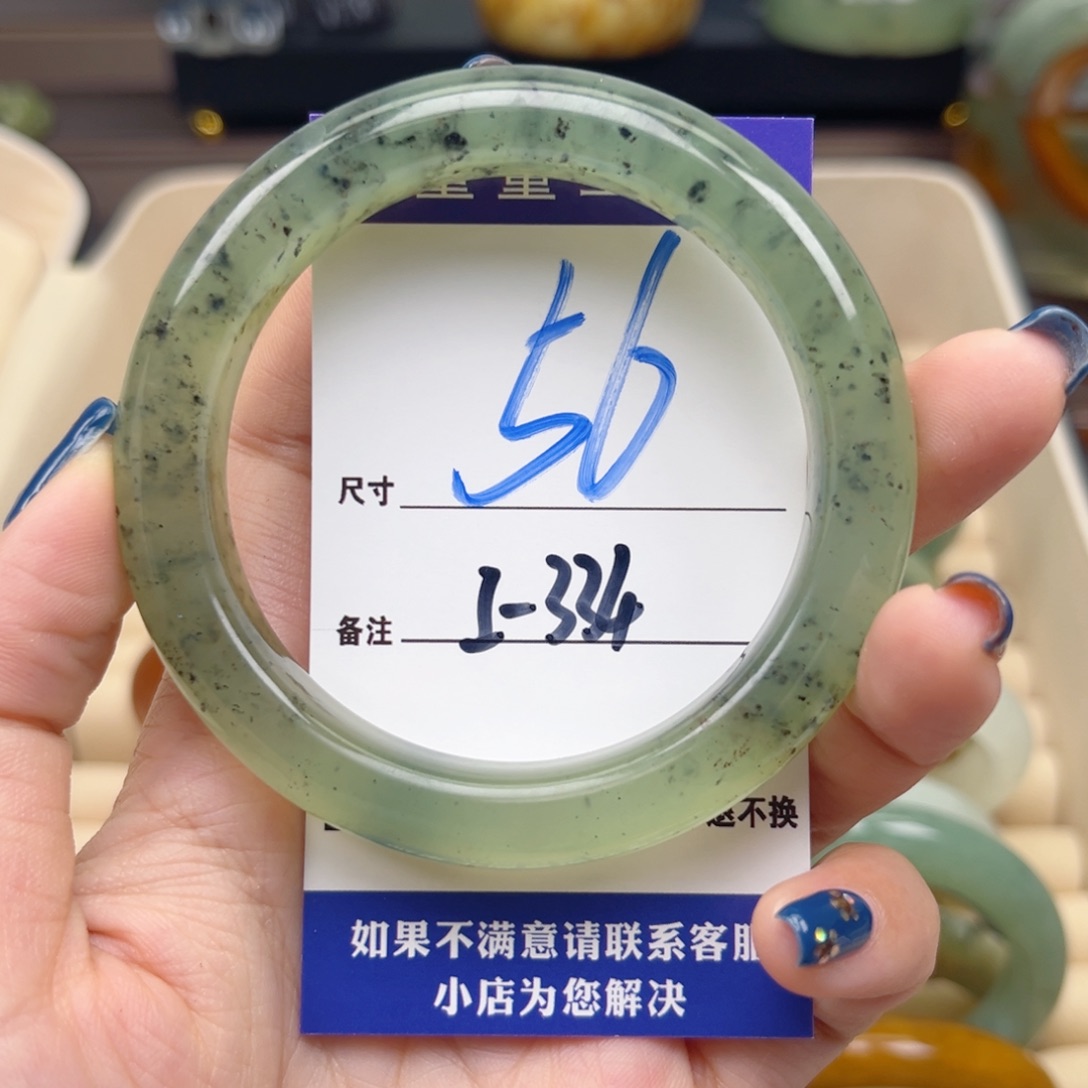 56
尺寸
I-334
备注
退不换
如果不满意请联系客服
小店为您解决